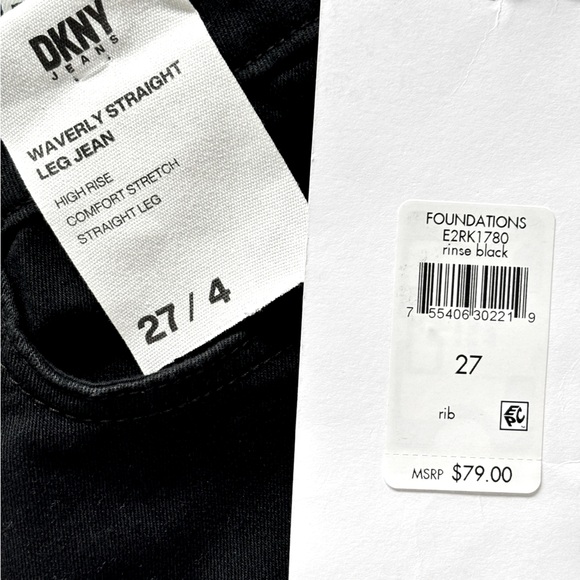 DKNY
JEANS
WAVERLY STRAIGHT
LEG JEAN
HIGH RISE
COMFORT STRETCH
STRAIGHT LEG
27 / 4
FOUNDATIONS
E2RK1780
rinse black
7 55406 30221 9
27
rib
MSRP $79.00